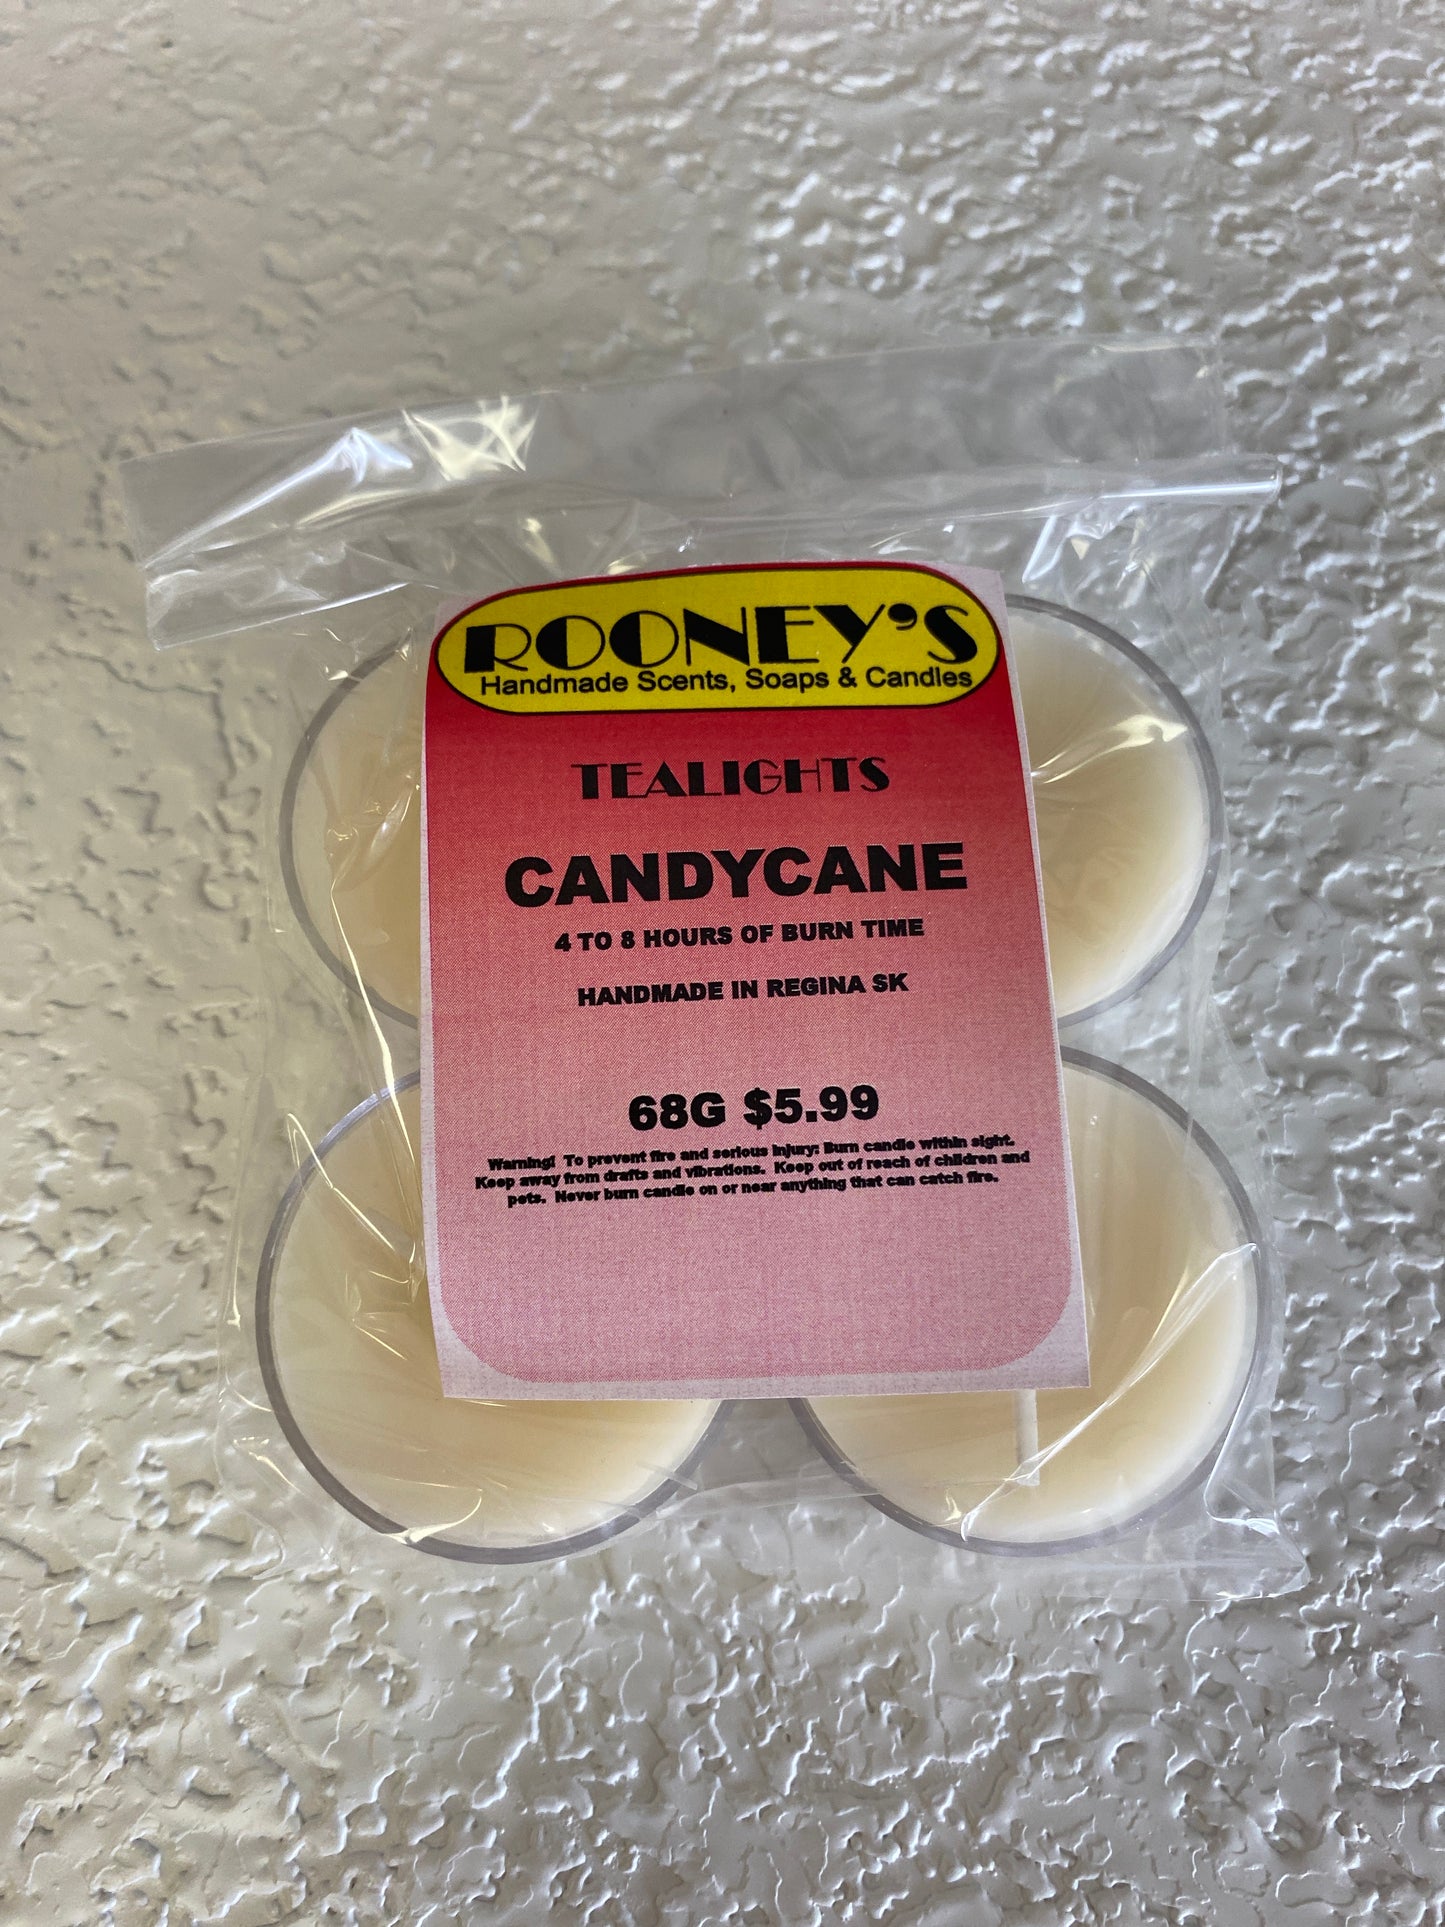 ROONEY'S
Handmade Scents, Soaps & Candles
TEALIGHTS
CANDYCANE
4 TO 8 HOURS OF BURN TIME
HANDMADE IN REGINA SK
68G $5.99
Warning! To prevent fire and serious injury: Burn candle within sight.
Keep away from drafts and vibrations. Keep out of reach of children and
pets. Never burn candle on or near anything that can catch fire.